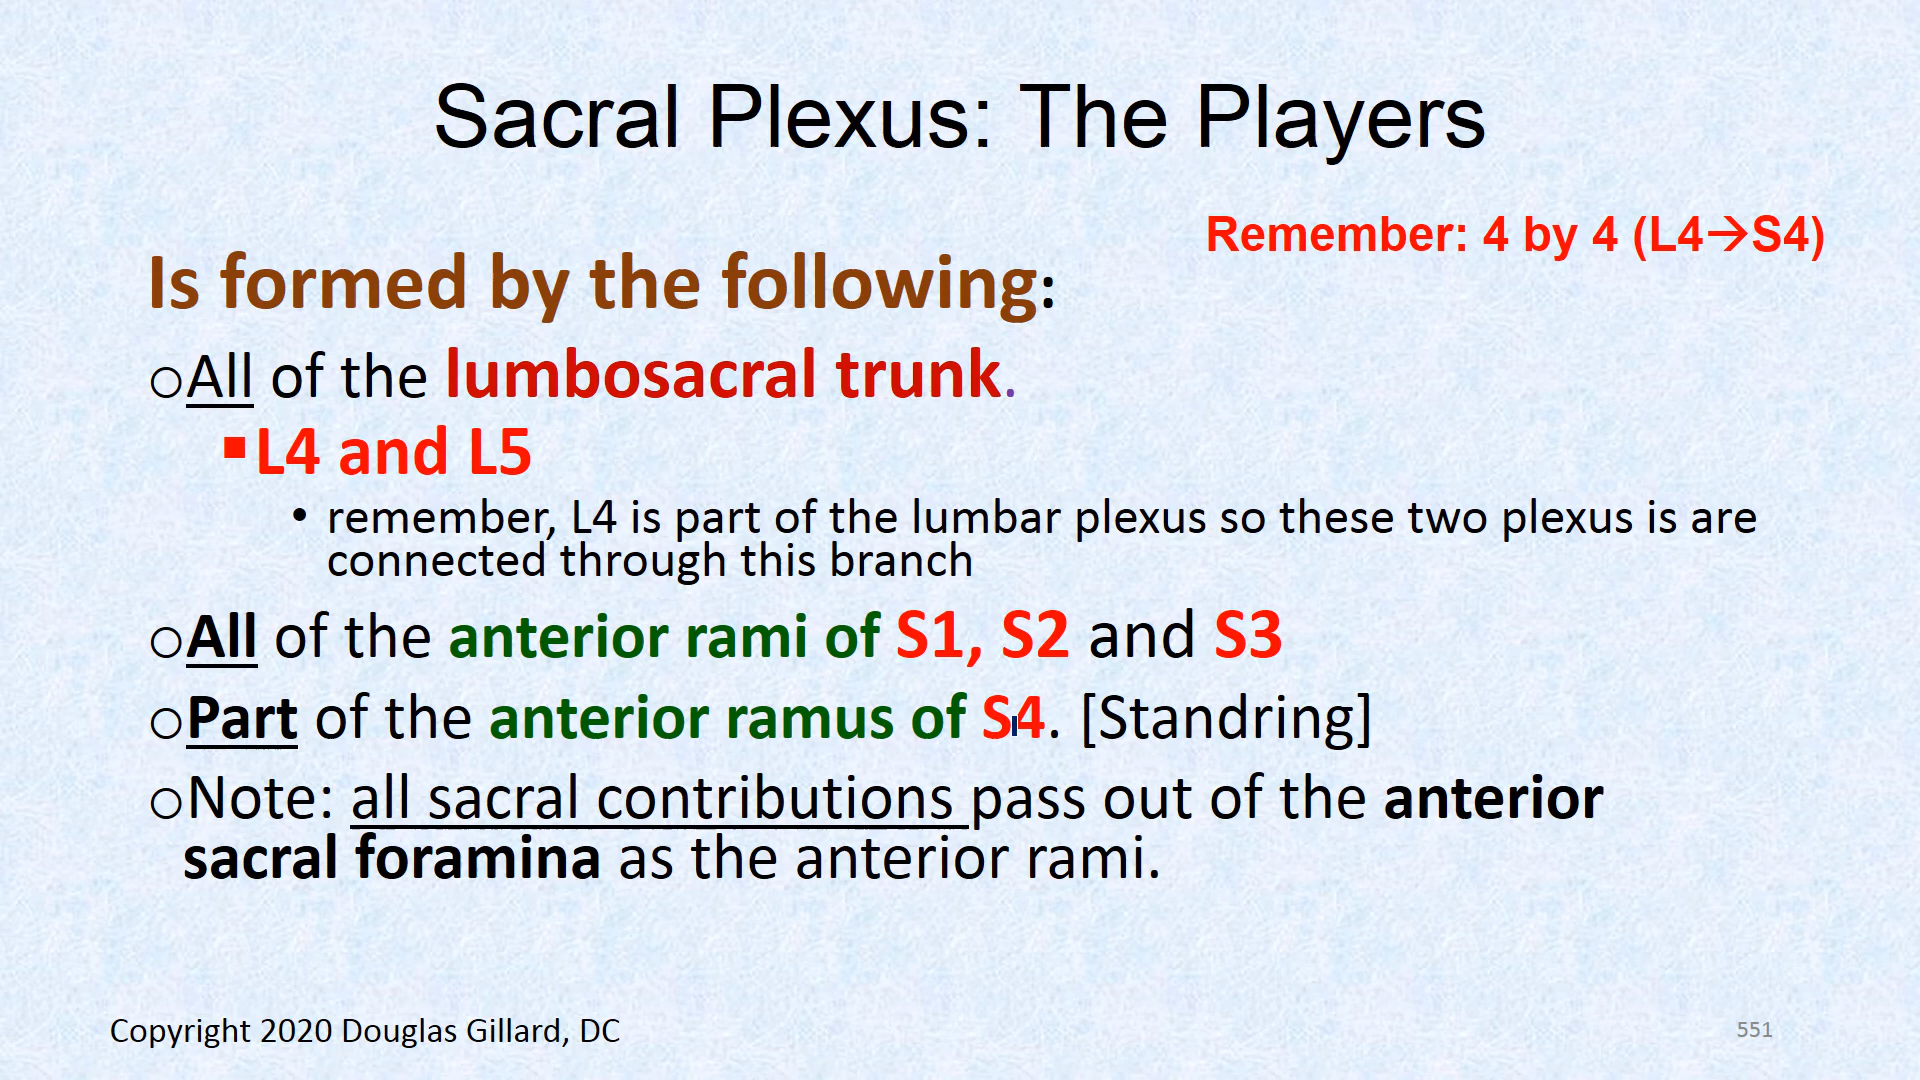 Sacral Plexus: The Players
Remember: 4 by 4 (L4→S4)
Is formed by the following:
○All of the lumbosacral trunk.
▪L4 and L5
• remember, L4 is part of the lumbar plexus so these two plexus is are
connected through this branch
○All of the anterior rami of S1, S2 and S3
○Part of the anterior ramus of S4. [Standring]
○Note: all sacral contributions pass out of the anterior
sacral foramina as the anterior rami.
Copyright 2020 Douglas Gillard, DC
551